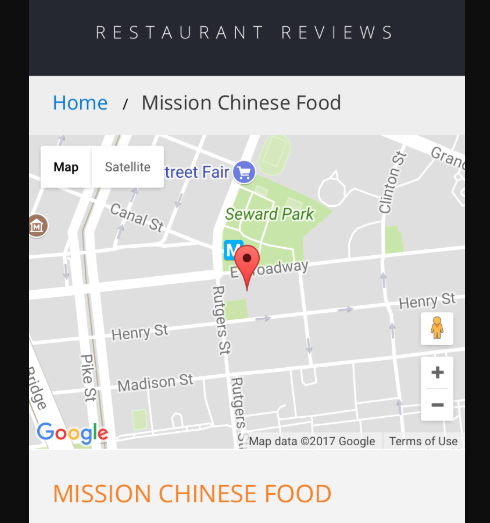 RESTAURANT REVIEWS
Home / Mission Chinese Food
Map Satellite
treet Fair
Grand
Clinton St
Canal St
Seward Park
M
E Broadway
Rutgers St
Henry St
Henry St
Pike St
Madison St
Bridge
Rutgers S
Google
Map data ©2017 Google Terms of Use
MISSION CHINESE FOOD